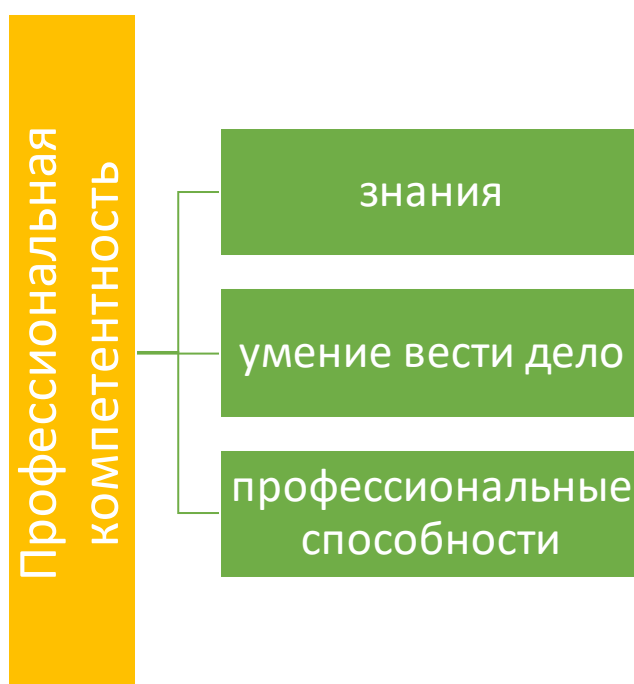 Профессиональная
компетентность
знания
умение вести дело
профессиональные
способности